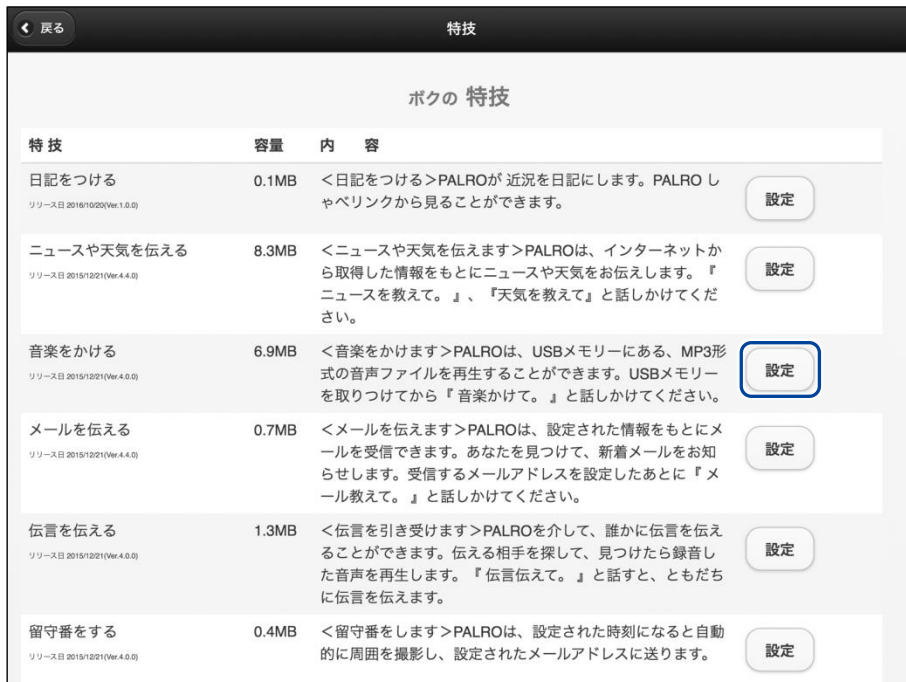 戻る
特技
ボクの 特技
特 技 容量 内 容
日記をつける 0.1MB ＜日記をつける＞PALROが 近況を日記にします。PALRO し
リリース日 2016/10/20(Ver.1.0.0) ゃべリンクから見ることができます。 設定
ニュースや天気を伝える 8.3MB ＜ニュースや天気を伝えます＞PALROは、インターネットか
リリース日 2015/12/21(Ver.4.4.0) ら取得した情報をもとにニュースや天気をお伝えします。『 設定
ニュースを教えて。 』、『天気を教えて』と話しかけてくだ
さい。
音楽をかける 6.9MB ＜音楽をかけます＞PALROは、USBメモリーにある、MP3形
リリース日 2015/12/21(Ver.4.0.0) 式の音声ファイルを再生することができます。USBメモリー 設定
を取りつけてから『 音楽かけて。 』と話しかけてください。
メールを伝える 0.7MB ＜メールを伝えます＞PALROは、設定された情報をもとにメ
リリース日 2015/12/21(Ver.4.4.0) ールを受信できます。あなたを見つけて、新着メールをお知 設定
らせします。受信するメールアドレスを設定したあとに『 メ
ール教えて。 』と話しかけてください。
伝言を伝える 1.3MB ＜伝言を引き受けます＞PALROを介して、誰かに伝言を伝え
リリース日 2015/12/21(Ver.4.0.0) ることができます。伝える相手を探して、見つけたら録音し 設定
た音声を再生します。『 伝言伝えて。 』と話すと、ともだち
に伝言を伝えます。
留守番をする 0.4MB ＜留守番をします＞PALROは、設定された時刻になると自動
リリース日 2015/12/21(Ver.4.0.0) 的に周囲を撮影し、設定されたメールアドレスに送ります。 設定